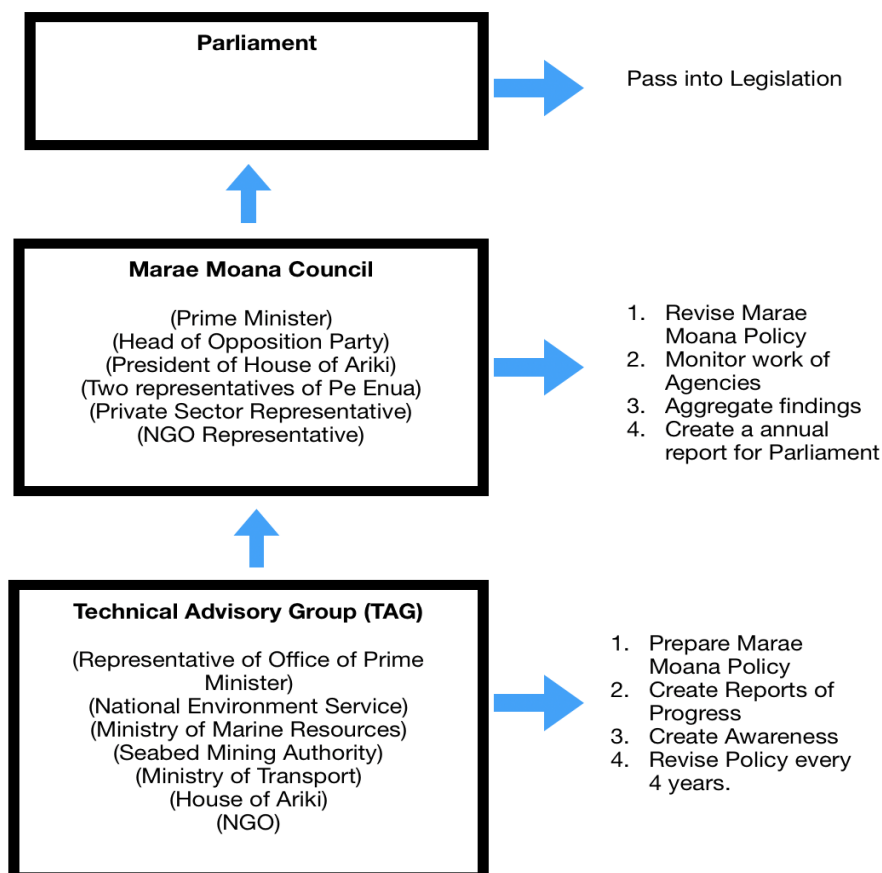 Parliament
Pass into Legislation
Marae Moana Council
(Prime Minister)
(Head of Opposition Party)
(President of House of Ariki)
(Two representatives of Pe Enua)
(Private Sector Representative)
(NGO Representative)
1. Revise Marae
Moana Policy
2. Monitor work of
Agencies
3. Aggregate findings
4. Create a annual
report for Parliament
Technical Advisory Group (TAG)
(Representative of Office of Prime
Minister)
(National Environment Service)
(Ministry of Marine Resources)
(Seabed Mining Authority)
(Ministry of Transport)
(House of Ariki)
(NGO)
1. Prepare Marae
Moana Policy
2. Create Reports of
Progress
3. Create Awareness
4. Revise Policy every
4 years.